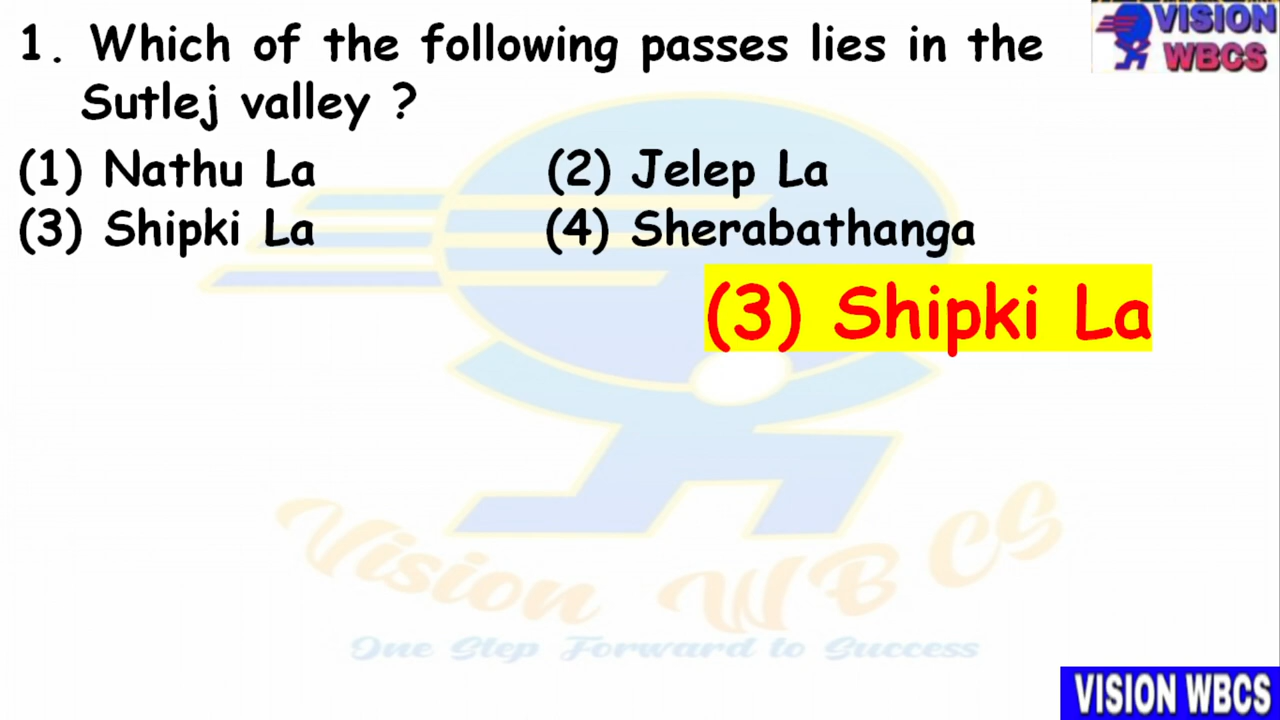 VISION
WBCS
1. Which of the following passes lies in the
Sutlej valley ?
(1) Nathu La (2) Jelep La
(3) Shipki La (4) Sherabathanga
(3) Shipki La
Vision WBCS
One Step Forward to Success
VISION WBCS